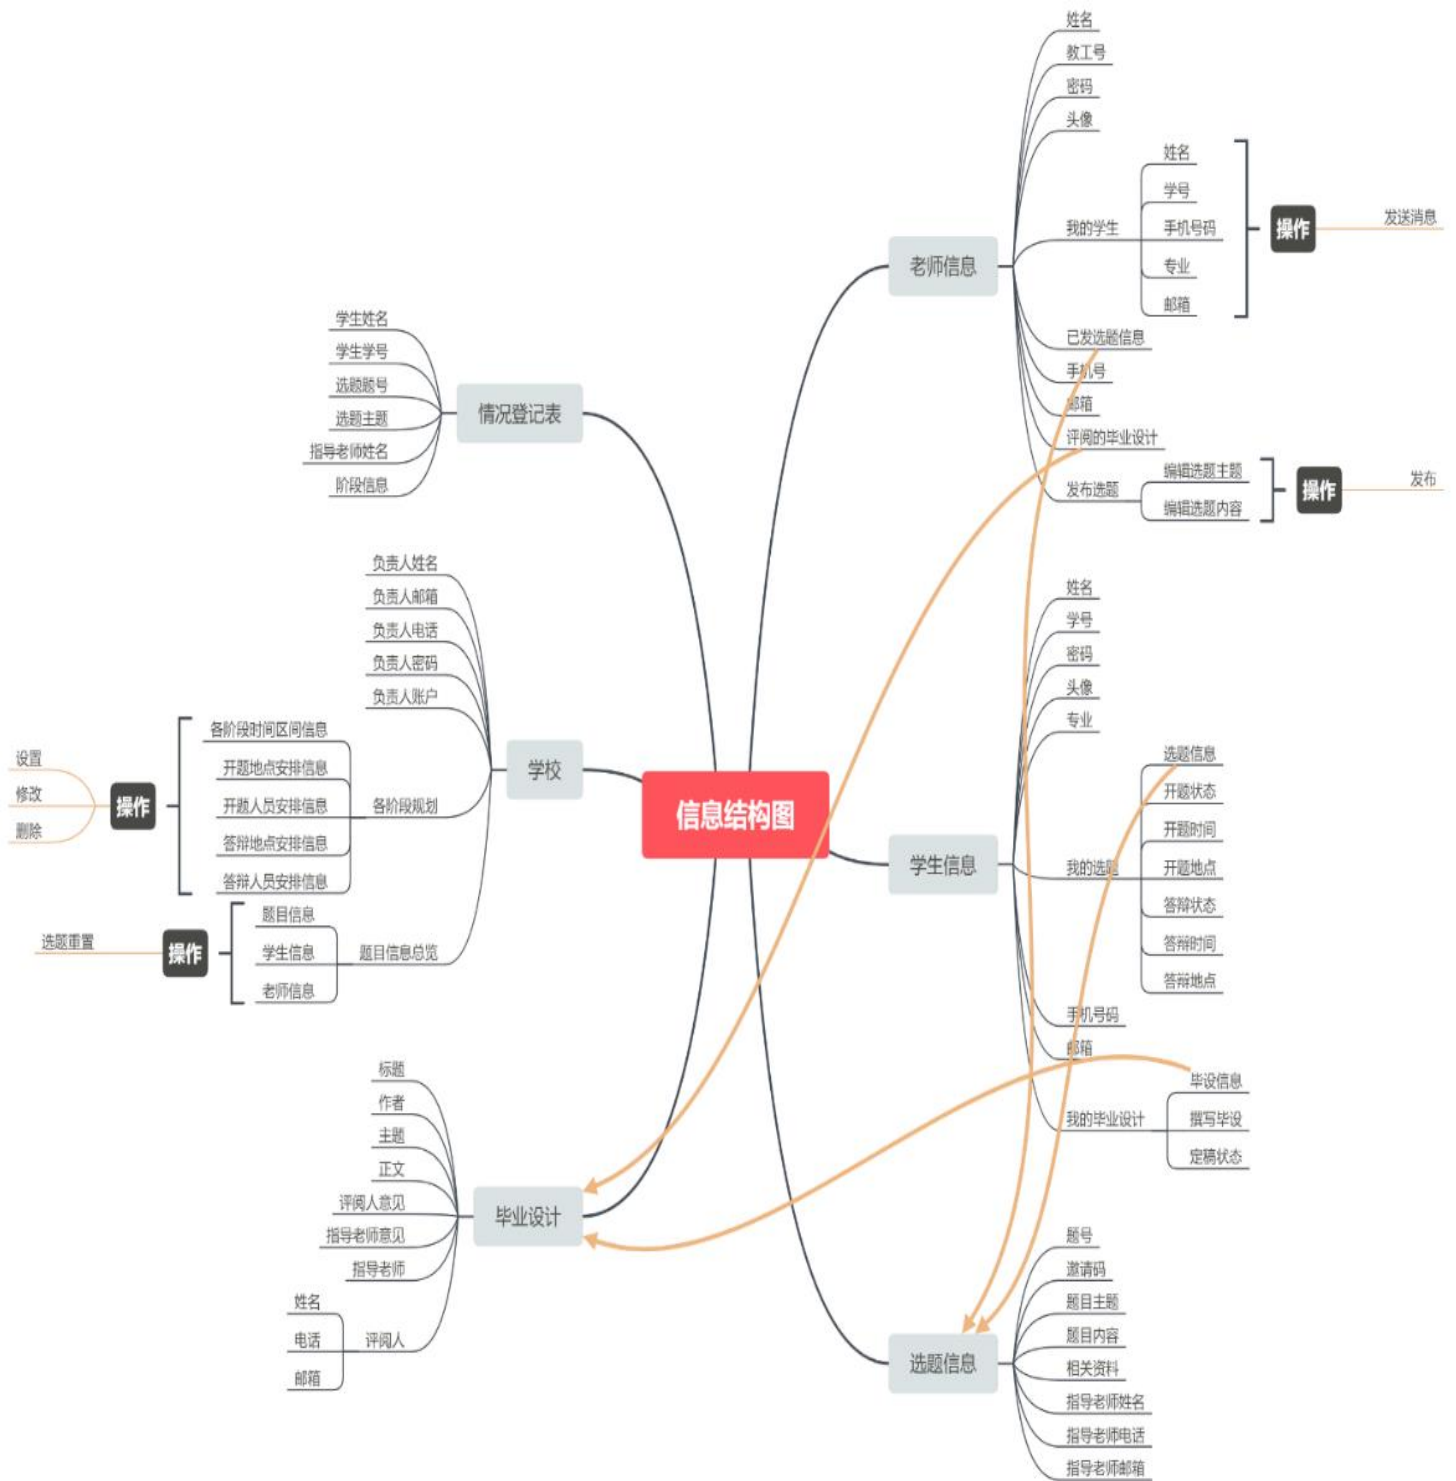 信息结构图
老师信息
姓名
教工号
密码
头像
我的学生
姓名
学号
手机号码
专业
邮箱
操作
发送消息
已发选题信息
手机号
邮箱
评阅的毕业设计
发布选题
编辑选题主题
编辑选题内容
操作
发布
学生信息
姓名
学号
密码
头像
专业
我的选题
选题信息
开题状态
开题时间
开题地点
答辩状态
答辩时间
答辩地点
手机号码
邮箱
我的毕业设计
毕设信息
撰写毕设
定稿状态
选题信息
题号
邀请码
题目主题
题目内容
相关资料
指导老师姓名
指导老师电话
指导老师邮箱
情况登记表
学生姓名
学生学号
选题题号
选题主题
指导老师姓名
阶段信息
学校
负责人姓名
负责人邮箱
负责人电话
负责人密码
负责人账户
各阶段规划
各阶段时间区间信息
开题地点安排信息
开题人员安排信息
答辩地点安排信息
答辩人员安排信息
操作
设置
修改
删除
题目信息总览
题目信息
学生信息
老师信息
操作
选题重置
毕业设计
标题
作者
主题
正文
评阅人意见
指导老师意见
指导老师
评阅人
姓名
电话
邮箱